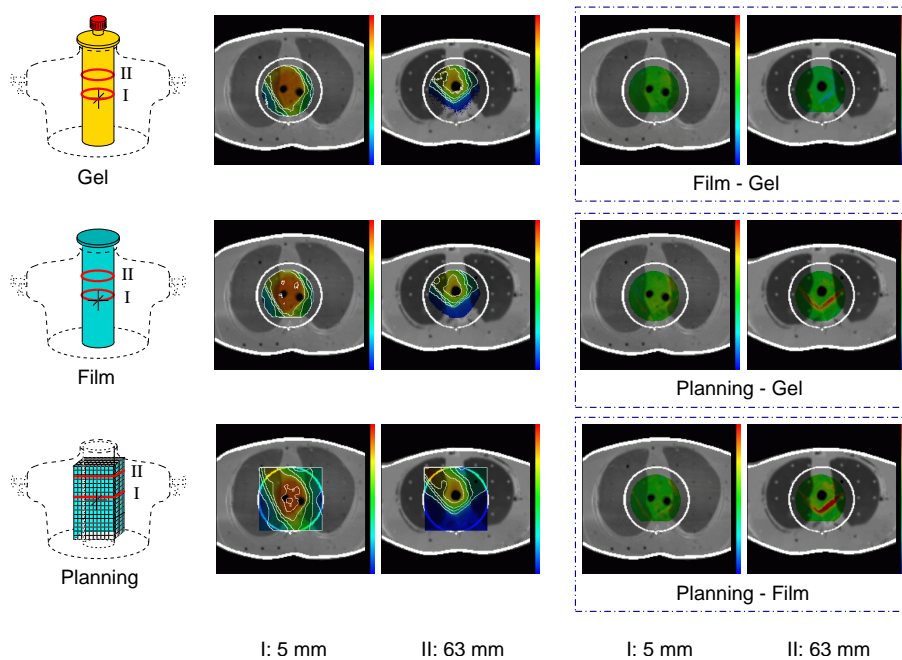 II
I
Gel
Film - Gel
II
I
Film
Planning - Gel
II
I
Planning
Planning - Film
I: 5 mm
II: 63 mm
I: 5 mm
II: 63 mm